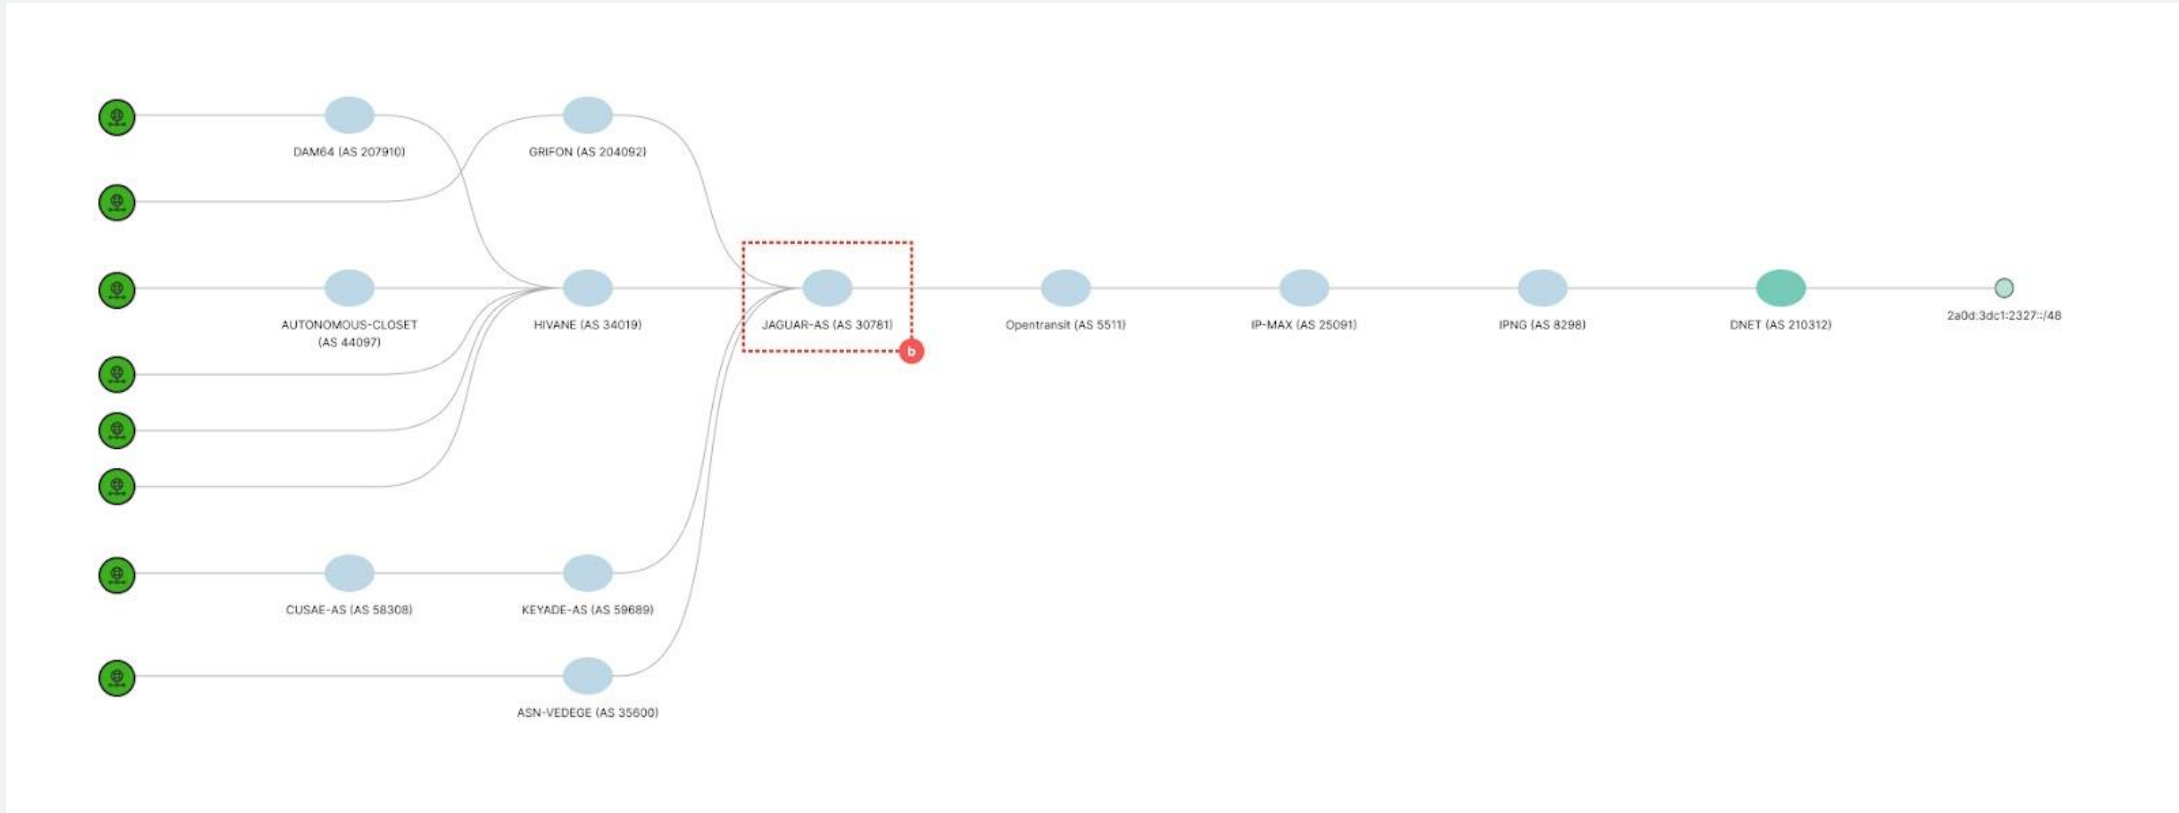 DAM64 (AS 207910)
GRIFON (AS 204092)
AUTONOMOUS-CLOSET
(AS 44097)
HIVANE (AS 34019)
JAGUAR-AS (AS 30781)
b
Opentransit (AS 5511)
IP-MAX (AS 25091)
IPNG (AS 8298)
DNET (AS 210312)
2a0d:3dc1:2327::/48
CUSAE-AS (AS 58308)
KEYADE-AS (AS 59689)
ASN-VEDEGE (AS 35600)